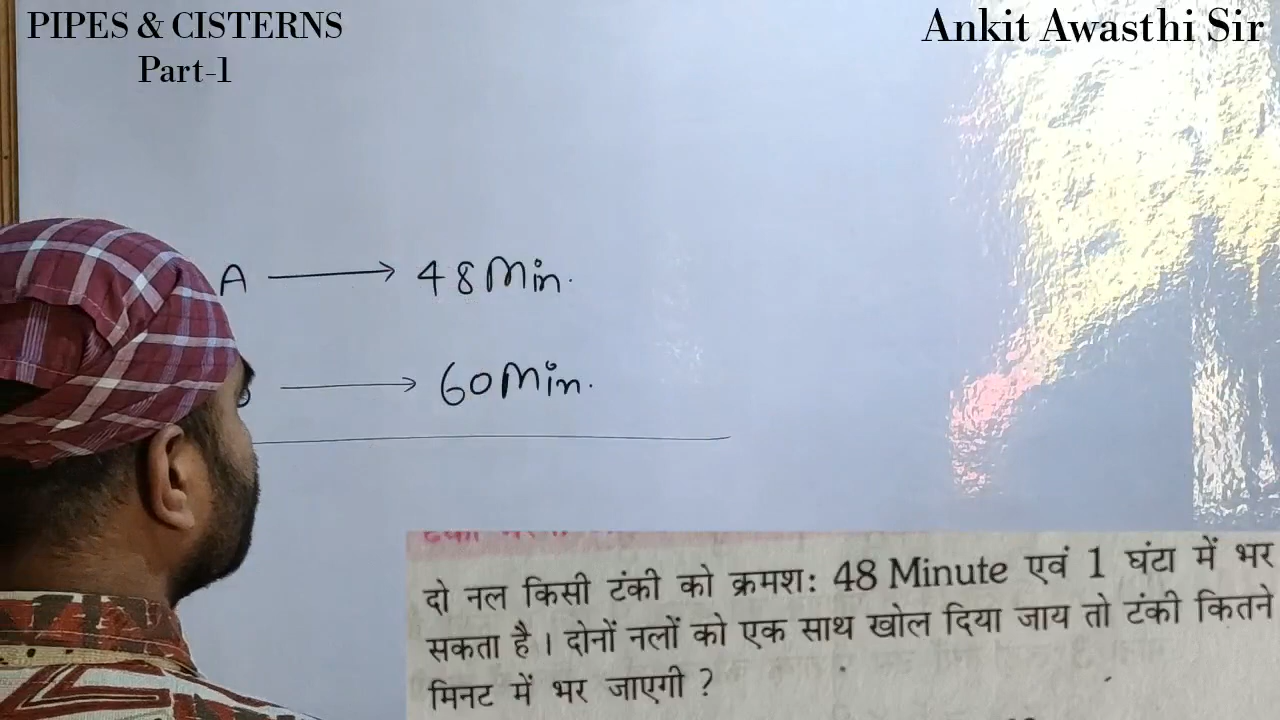 PIPES & CISTERNS
Part-1
Ankit Awasthi Sir
A ⟶ 48 Min.
⟶ 60 Min.
दो नल किसी टंकी को क्रमश: 48 Minute एवं 1 घंटा में भर
सकता है । दोनों नलों को एक साथ खोल दिया जाय तो टंकी कितने
मिनट में भर जाएगी ?